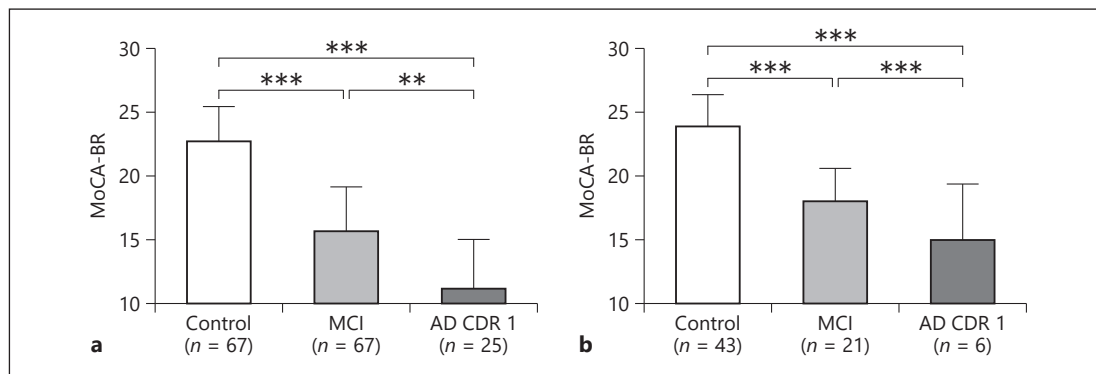 30
25
20
15
10
MoCA-BR
***
***
**
Control
(n = 67)
MCI
(n = 67)
AD CDR 1
(n = 25)
a
30
25
20
15
10
MoCA-BR
***
***
***
Control
(n = 43)
MCI
(n = 21)
AD CDR 1
(n = 6)
b